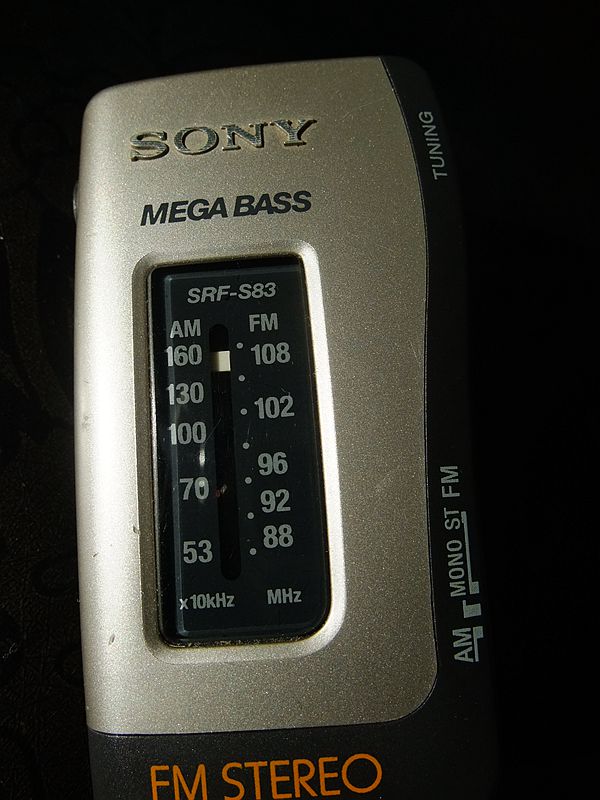 SONY
MEGA BASS
TUNING
SRF-S83
AM FM
160 108
130 102
100
96
70 92
53 88
x10kHz MHz
AM MONO ST FM
FM STEREO